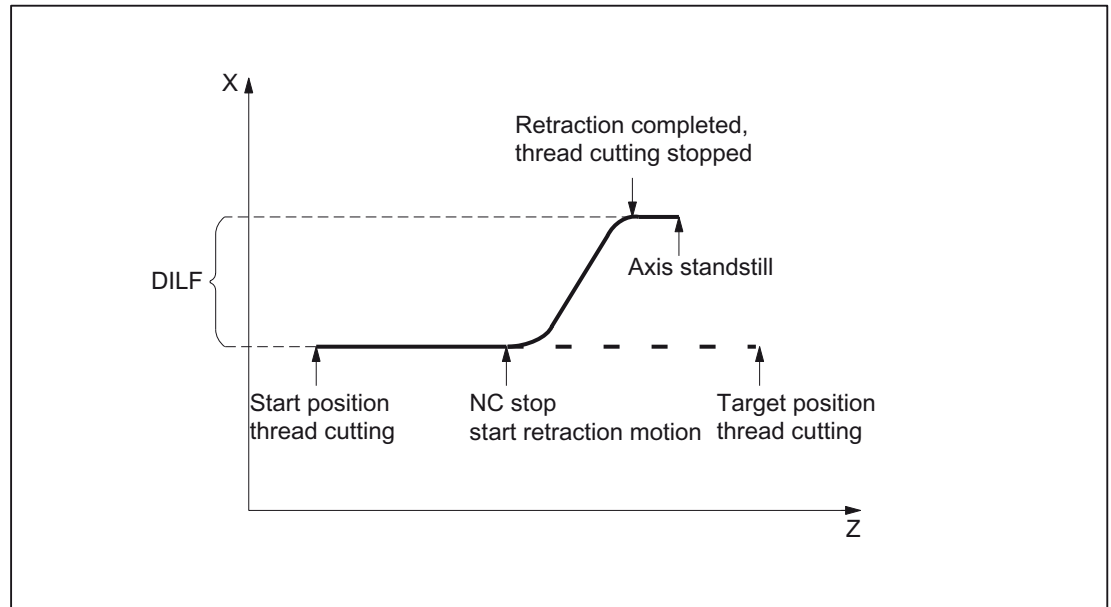 X
Retraction completed,
thread cutting stopped
Axis standstill
DILF
Start position
thread cutting
NC stop
start retraction motion
Target position
thread cutting
Z